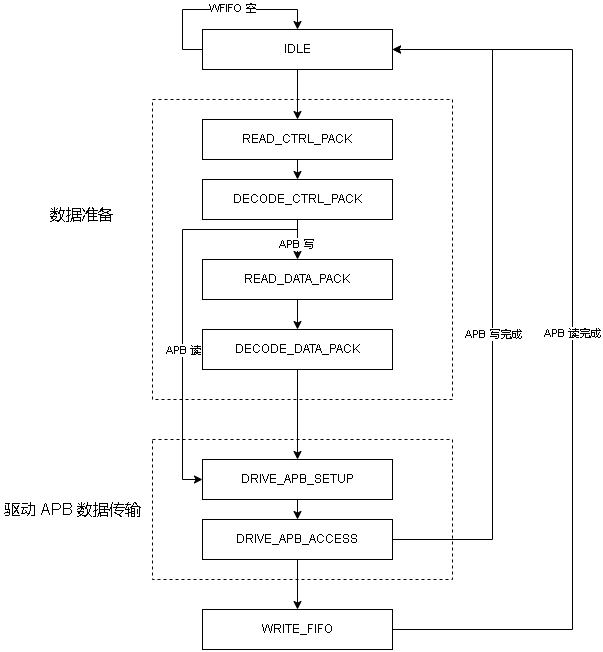 WFIFO 空
IDLE
READ_CTRL_PACK
DECODE_CTRL_PACK
数据准备
APB 写
READ_DATA_PACK
APB 写完成
APB 读完成
APB 读
DECODE_DATA_PACK
DRIVE_APB_SETUP
驱动 APB 数据传输
DRIVE_APB_ACCESS
WRITE_FIFO